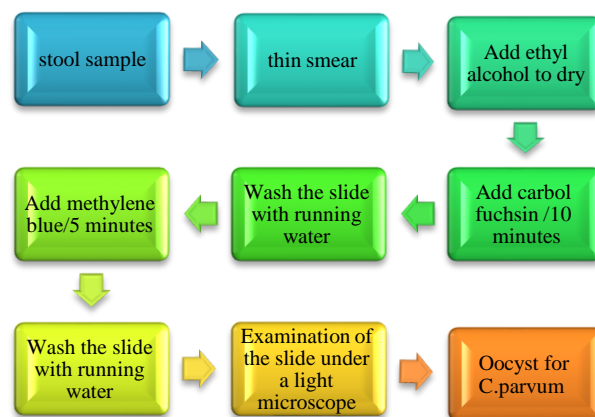 stool sample
thin smear
Add ethyl
alcohol to dry
Add carbol
fuchsin /10
minutes
Wash the slide
with running
water
Add methylene
blue/5 minutes
Wash the slide
with running
water
Examination of
the slide under
a light
microscope
Oocyst for
C.parvum